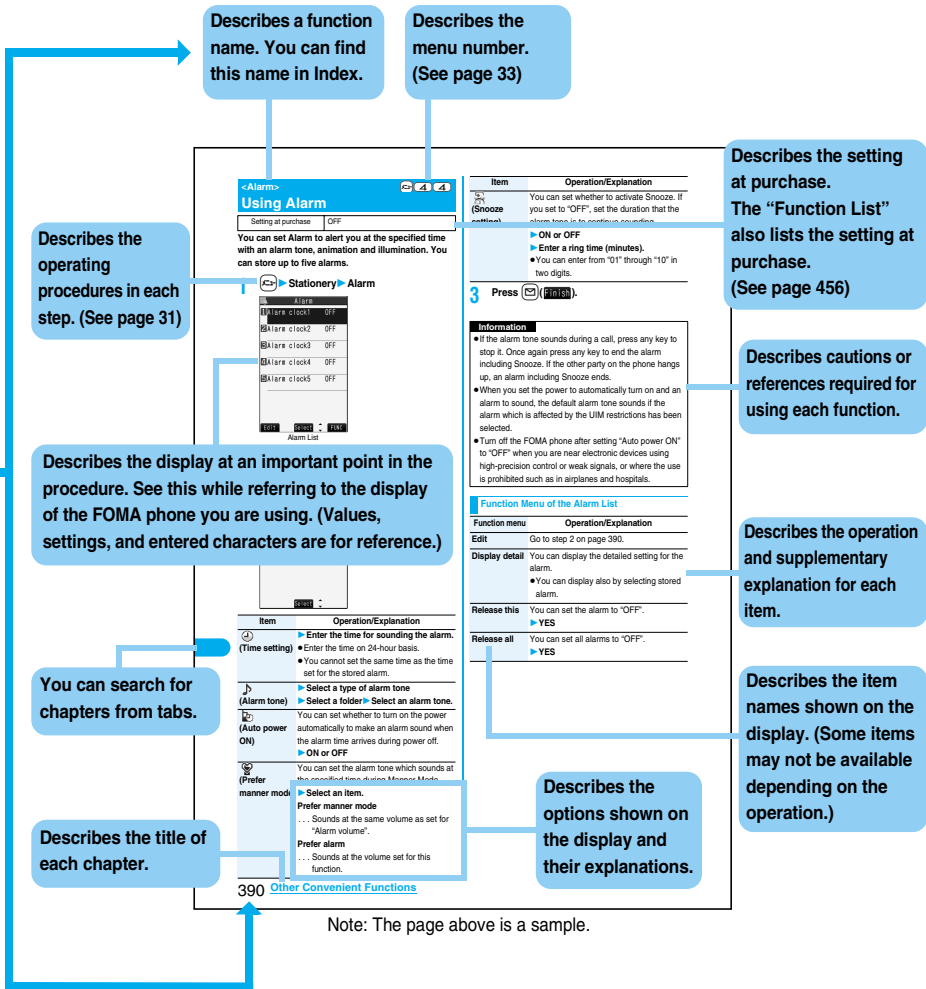 Describes a function
name. You can find
this name in Index.
Describes the
menu number.
(See page 33)
Describes the setting
at purchase.
The “Function List”
also lists the setting at
purchase.
(See page 456)
Describes the
operating
procedures in each
step. (See page 31)
<Alarm>
4 4
Using Alarm
Setting at purchase OFF
You can set Alarm to alert you at the specified time
with an alarm tone, animation and illumination. You
can store up to five alarms.
1
Stationery Alarm
Alarm
1 Alarm clock1 OFF
2 Alarm clock2 OFF
3 Alarm clock3 OFF
4 Alarm clock4 OFF
5 Alarm clock5 OFF
Edit Select FUNC
Alarm List
Describes the display at an important point in the
procedure. See this while referring to the display
of the FOMA phone you are using. (Values,
settings, and entered characters are for reference.)
Select
Item Operation/Explanation
(Time setting)
Enter the time for sounding the alarm.
●Enter the time on 24-hour basis.
●You cannot set the same time as the time
set for the stored alarm.
(Alarm tone)
Select a type of alarm tone
Select a folder Select an alarm tone.
(Auto power
ON)
You can set whether to turn on the power
automatically to make an alarm sound when
the alarm time arrives during power off.
ON or OFF
(Prefer
manner mode
You can set the alarm tone which sounds at
the specified time during Manner Mode
Select an item.
Prefer manner mode
. . . Sounds at the same volume as set for
“Alarm volume”.
Prefer alarm
. . . Sounds at the volume set for this
function.
390 Other Convenient Functions
Item Operation/Explanation
(Snooze
setting)
You can set whether to activate Snooze. If
you set to “OFF”, set the duration that the
alarm tone is to continue sounding.
ON or OFF
Enter a ring time (minutes).
●You can enter from “01” through “10” in
two digits.
3 Press (Finish).
Information
●If the alarm tone sounds during a call, press any key to
stop it. Once again press any key to end the alarm
including Snooze. If the other party on the phone hangs
up, an alarm including Snooze ends.
●When you set the power to automatically turn on and an
alarm to sound, the default alarm tone sounds if the
alarm which is affected by the UIM restrictions has been
selected.
●Turn off the FOMA phone after setting “Auto power ON”
to “OFF” when you are near electronic devices using
high-precision control or weak signals, or where the use
is prohibited such as in airplanes and hospitals.
Function Menu of the Alarm List
Function menu Operation/Explanation
Edit Go to step 2 on page 390.
Display detail You can display the detailed setting for the
alarm.
●You can display also by selecting stored
alarm.
Release this You can set the alarm to “OFF”.
YES
Release all You can set all alarms to “OFF”.
YES
Describes cautions or
references required for
using each function.
Describes the operation
and supplementary
explanation for each
item.
Describes the item
names shown on the
display. (Some items
may not be available
depending on the
operation.)
You can search for
chapters from tabs.
Describes the title of
each chapter.
Describes the
options shown on
the display and
their explanations.
Note: The page above is a sample.